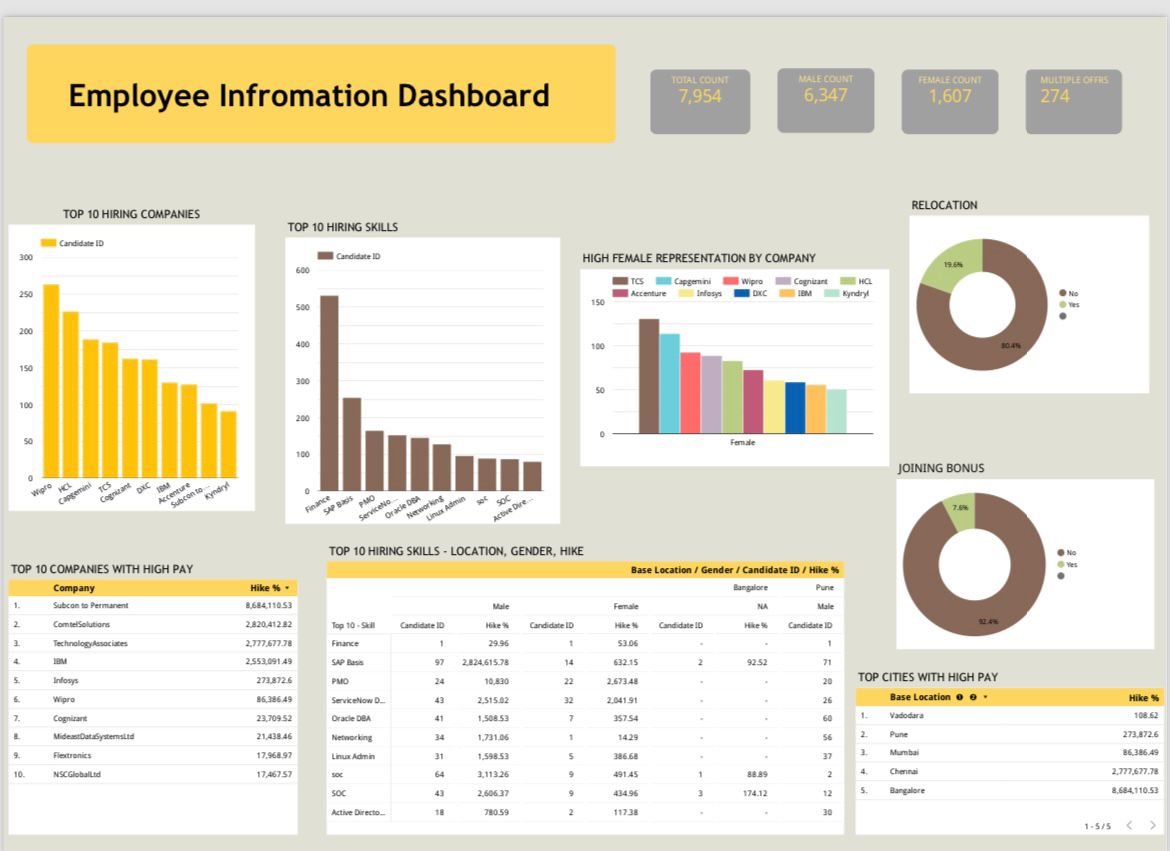 Employee Infromation Dashboard
TOTAL COUNT
7,954
MALE COUNT
6,347
FEMALE COUNT
1,607
MULTIPLE OFFRS
274
TOP 10 HIRING COMPANIES
Candidate ID
300
250
200
150
100
50
0
Wipro
HCL
Capgemini
TCS
Cognizant
DXC
IBM
Accenture
Subcon to...
Kyndryl
TOP 10 HIRING SKILLS
Candidate ID
600
500
400
300
200
100
0
Finance
SAP Basis
PMO
ServiceNo...
Oracle DBA
Networking
Linux Admin
soc
SOC
Active Dire...
HIGH FEMALE REPRESENTATION BY COMPANY
TCS Capgemini Wipro Cognizant HCL
Accenture Infosys DXC IBM Kyndryl
150
100
50
0
Female
RELOCATION
19.6%
80.4%
No
Yes
JOINING BONUS
7.6%
92.4%
No
Yes
TOP 10 COMPANIES WITH HIGH PAY
Company Hike %
1. Subcon to Permanent 8,684,110.53
2. ComtelSolutions 2,820,412.82
3. TechnologyAssociates 2,777,677.78
4. IBM 2,553,091.49
5. Infosys 273,872.6
6. Wipro 86,386.49
7. Cognizant 23,709.52
8. MideastDataSystemsLtd 21,438.46
9. Flextronics 17,968.97
10. NSCGlobalLtd 17,467.57
TOP 10 HIRING SKILLS - LOCATION, GENDER, HIKE
Base Location / Gender / Candidate ID / Hike %
Bangalore Pune
Male Female NA Male
Top 10 - Skill Candidate ID Hike % Candidate ID Hike % Candidate ID Hike % Candidate ID
Finance 1 29.96 1 53.06 - - 1
SAP Basis 97 2,824,615.78 14 632.15 2 92.52 71
PMO 24 10,830 22 2,673.48 - - 20
ServiceNow D... 43 2,515.02 32 2,041.91 - - 26
Oracle DBA 41 1,508.53 7 357.54 - - 60
Networking 34 1,731.06 1 14.29 - - 56
Linux Admin 31 1,598.53 5 386.68 - - 37
soc 64 3,113.26 9 491.45 1 88.89 2
SOC 43 2,606.37 9 434.96 3 174.12 12
Active Directo... 18 780.59 2 117.38 - - 30
TOP CITIES WITH HIGH PAY
Base Location 1 2 Hike %
1. Vadodara 108.62
2. Pune 273,872.6
3. Mumbai 86,386.49
4. Chennai 2,777,677.78
5. Bangalore 8,684,110.53
1 - 5 / 5